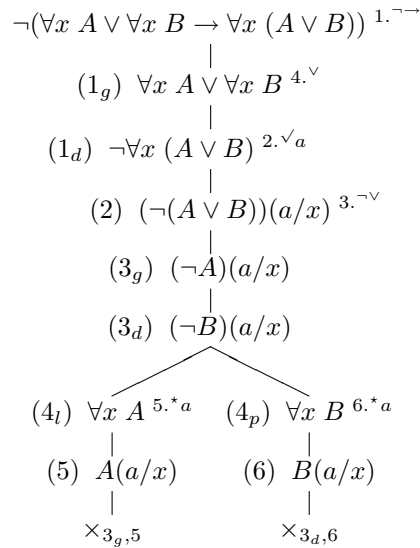 ¬(∀x A ∨ ∀x B → ∀x (A ∨ B)) 1.¬→
(1g) ∀x A ∨ ∀x B 4.∨
(1d) ¬∀x (A ∨ B) 2.√a
(2) (¬(A ∨ B))(a/x) 3.¬∨
(3g) (¬A)(a/x)
(3d) (¬B)(a/x)
(4l) ∀x A 5.⋆a (4p) ∀x B 6.⋆a
(5) A(a/x) (6) B(a/x)
×3g,5 ×3d,6